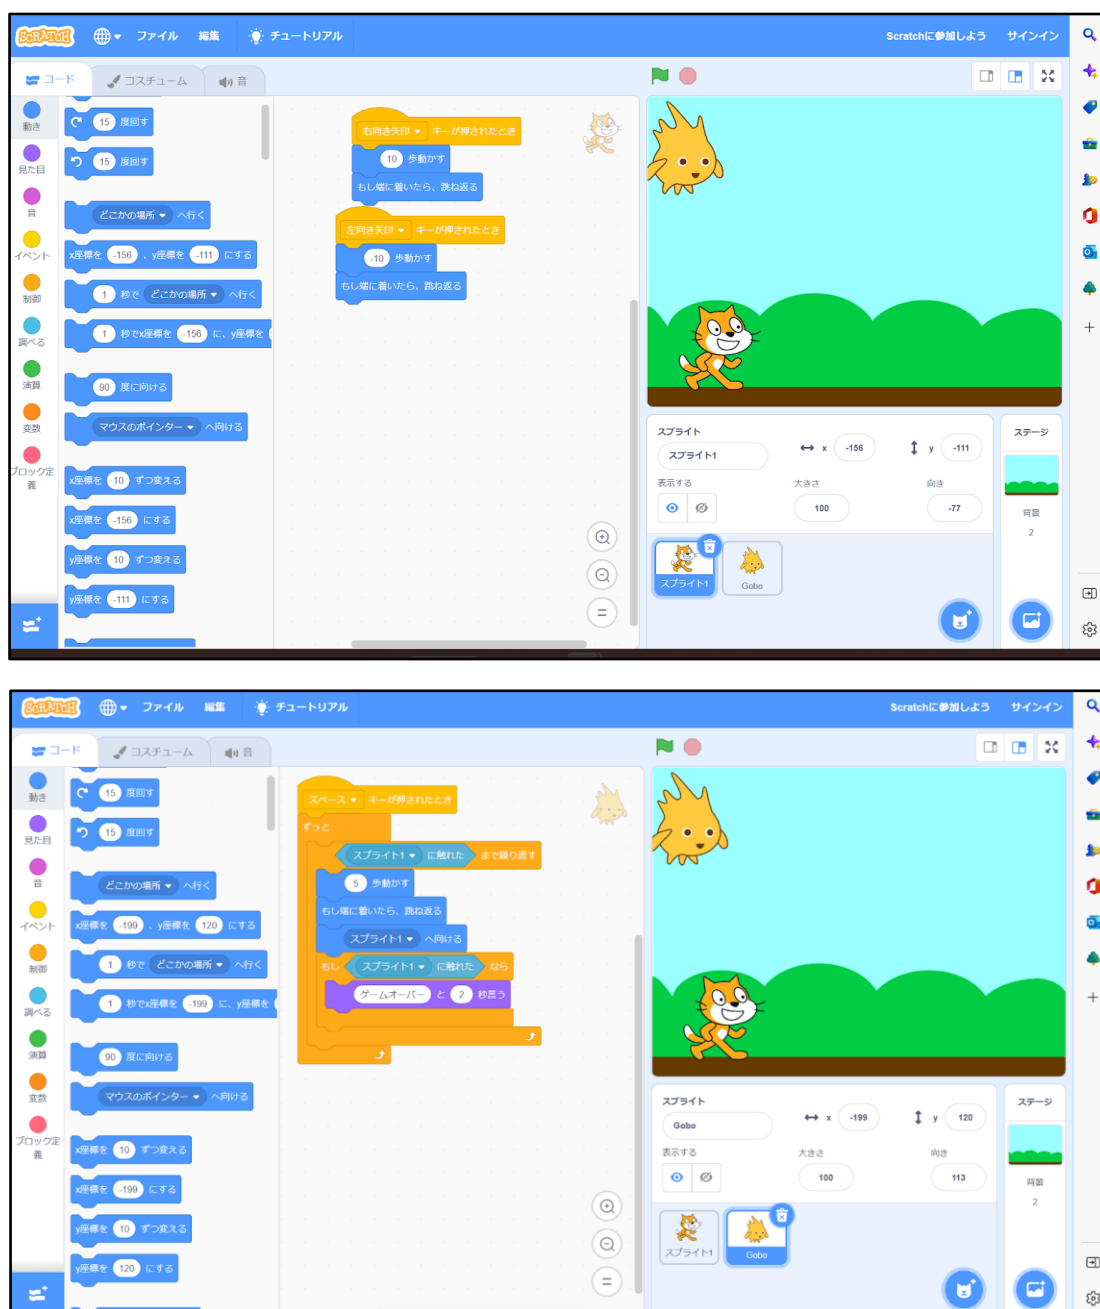 SCRATCH ファイル 編集 チュートリアル Scratchに参加しよう サインイン
コード コスチューム 音
動き
見た目
音
イベント
制御
調べる
演算
変数
ブロック定
義
15 度回す
15 度回す
どこかの場所 へ行く
x座標を -156 、y座標を -111 にする
1 秒で どこかの場所 へ行く
1 秒でx座標を -156 に、y座標を
90 度に向ける
マウスのポインター へ向ける
x座標を 10 ずつ変える
x座標を -156 にする
y座標を 10 ずつ変える
y座標を -111 にする
右向き矢印 キーが押されたとき
10 歩動かす
もし端に着いたら、跳ね返る
左向き矢印 キーが押されたとき
-10 歩動かす
もし端に着いたら、跳ね返る
スプライト
スプライト1 x -156 y -111
表示する 大きさ 向き
100 -77
スプライト1 Gobo
ステージ
背景
2
SCRATCH ファイル 編集 チュートリアル Scratchに参加しよう サインイン
コード コスチューム 音
動き
見た目
音
イベント
制御
調べる
演算
変数
ブロック定
義
15 度回す
15 度回す
どこかの場所 へ行く
x座標を -199 、y座標を 120 にする
1 秒で どこかの場所 へ行く
1 秒でx座標を -199 に、y座標を
90 度に向ける
マウスのポインター へ向ける
x座標を 10 ずつ変える
x座標を -199 にする
y座標を 10 ずつ変える
y座標を 120 にする
スペース キーが押されたとき
ずっと
スプライト1 に触れた まで繰り返す
5 歩動かす
もし端に着いたら、跳ね返る
スプライト1 へ向ける
もし スプライト1 に触れた なら
ゲームオーバー と 2 秒言う
スプライト
Gobo x -199 y 120
表示する 大きさ 向き
100 113
スプライト1 Gobo
ステージ
背景
2